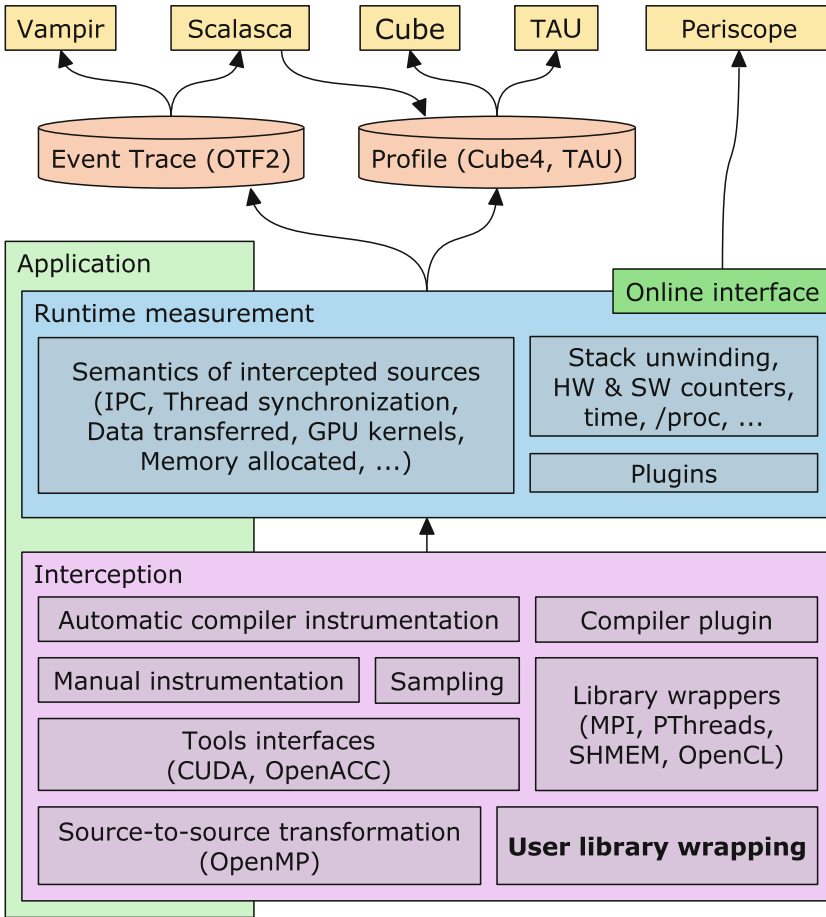 Vampir
Scalasca
Cube
TAU
Periscope
Event Trace (OTF2)
Profile (Cube4, TAU)
Application
Online interface
Runtime measurement
Semantics of intercepted sources
(IPC, Thread synchronization,
Data transferred, GPU kernels,
Memory allocated, ...)
Stack unwinding,
HW & SW counters,
time, /proc, ...
Plugins
Interception
Automatic compiler instrumentation
Compiler plugin
Manual instrumentation
Sampling
Library wrappers
(MPI, PThreads,
SHMEM, OpenCL)
Tools interfaces
(CUDA, OpenACC)
Source-to-source transformation
(OpenMP)
User library wrapping